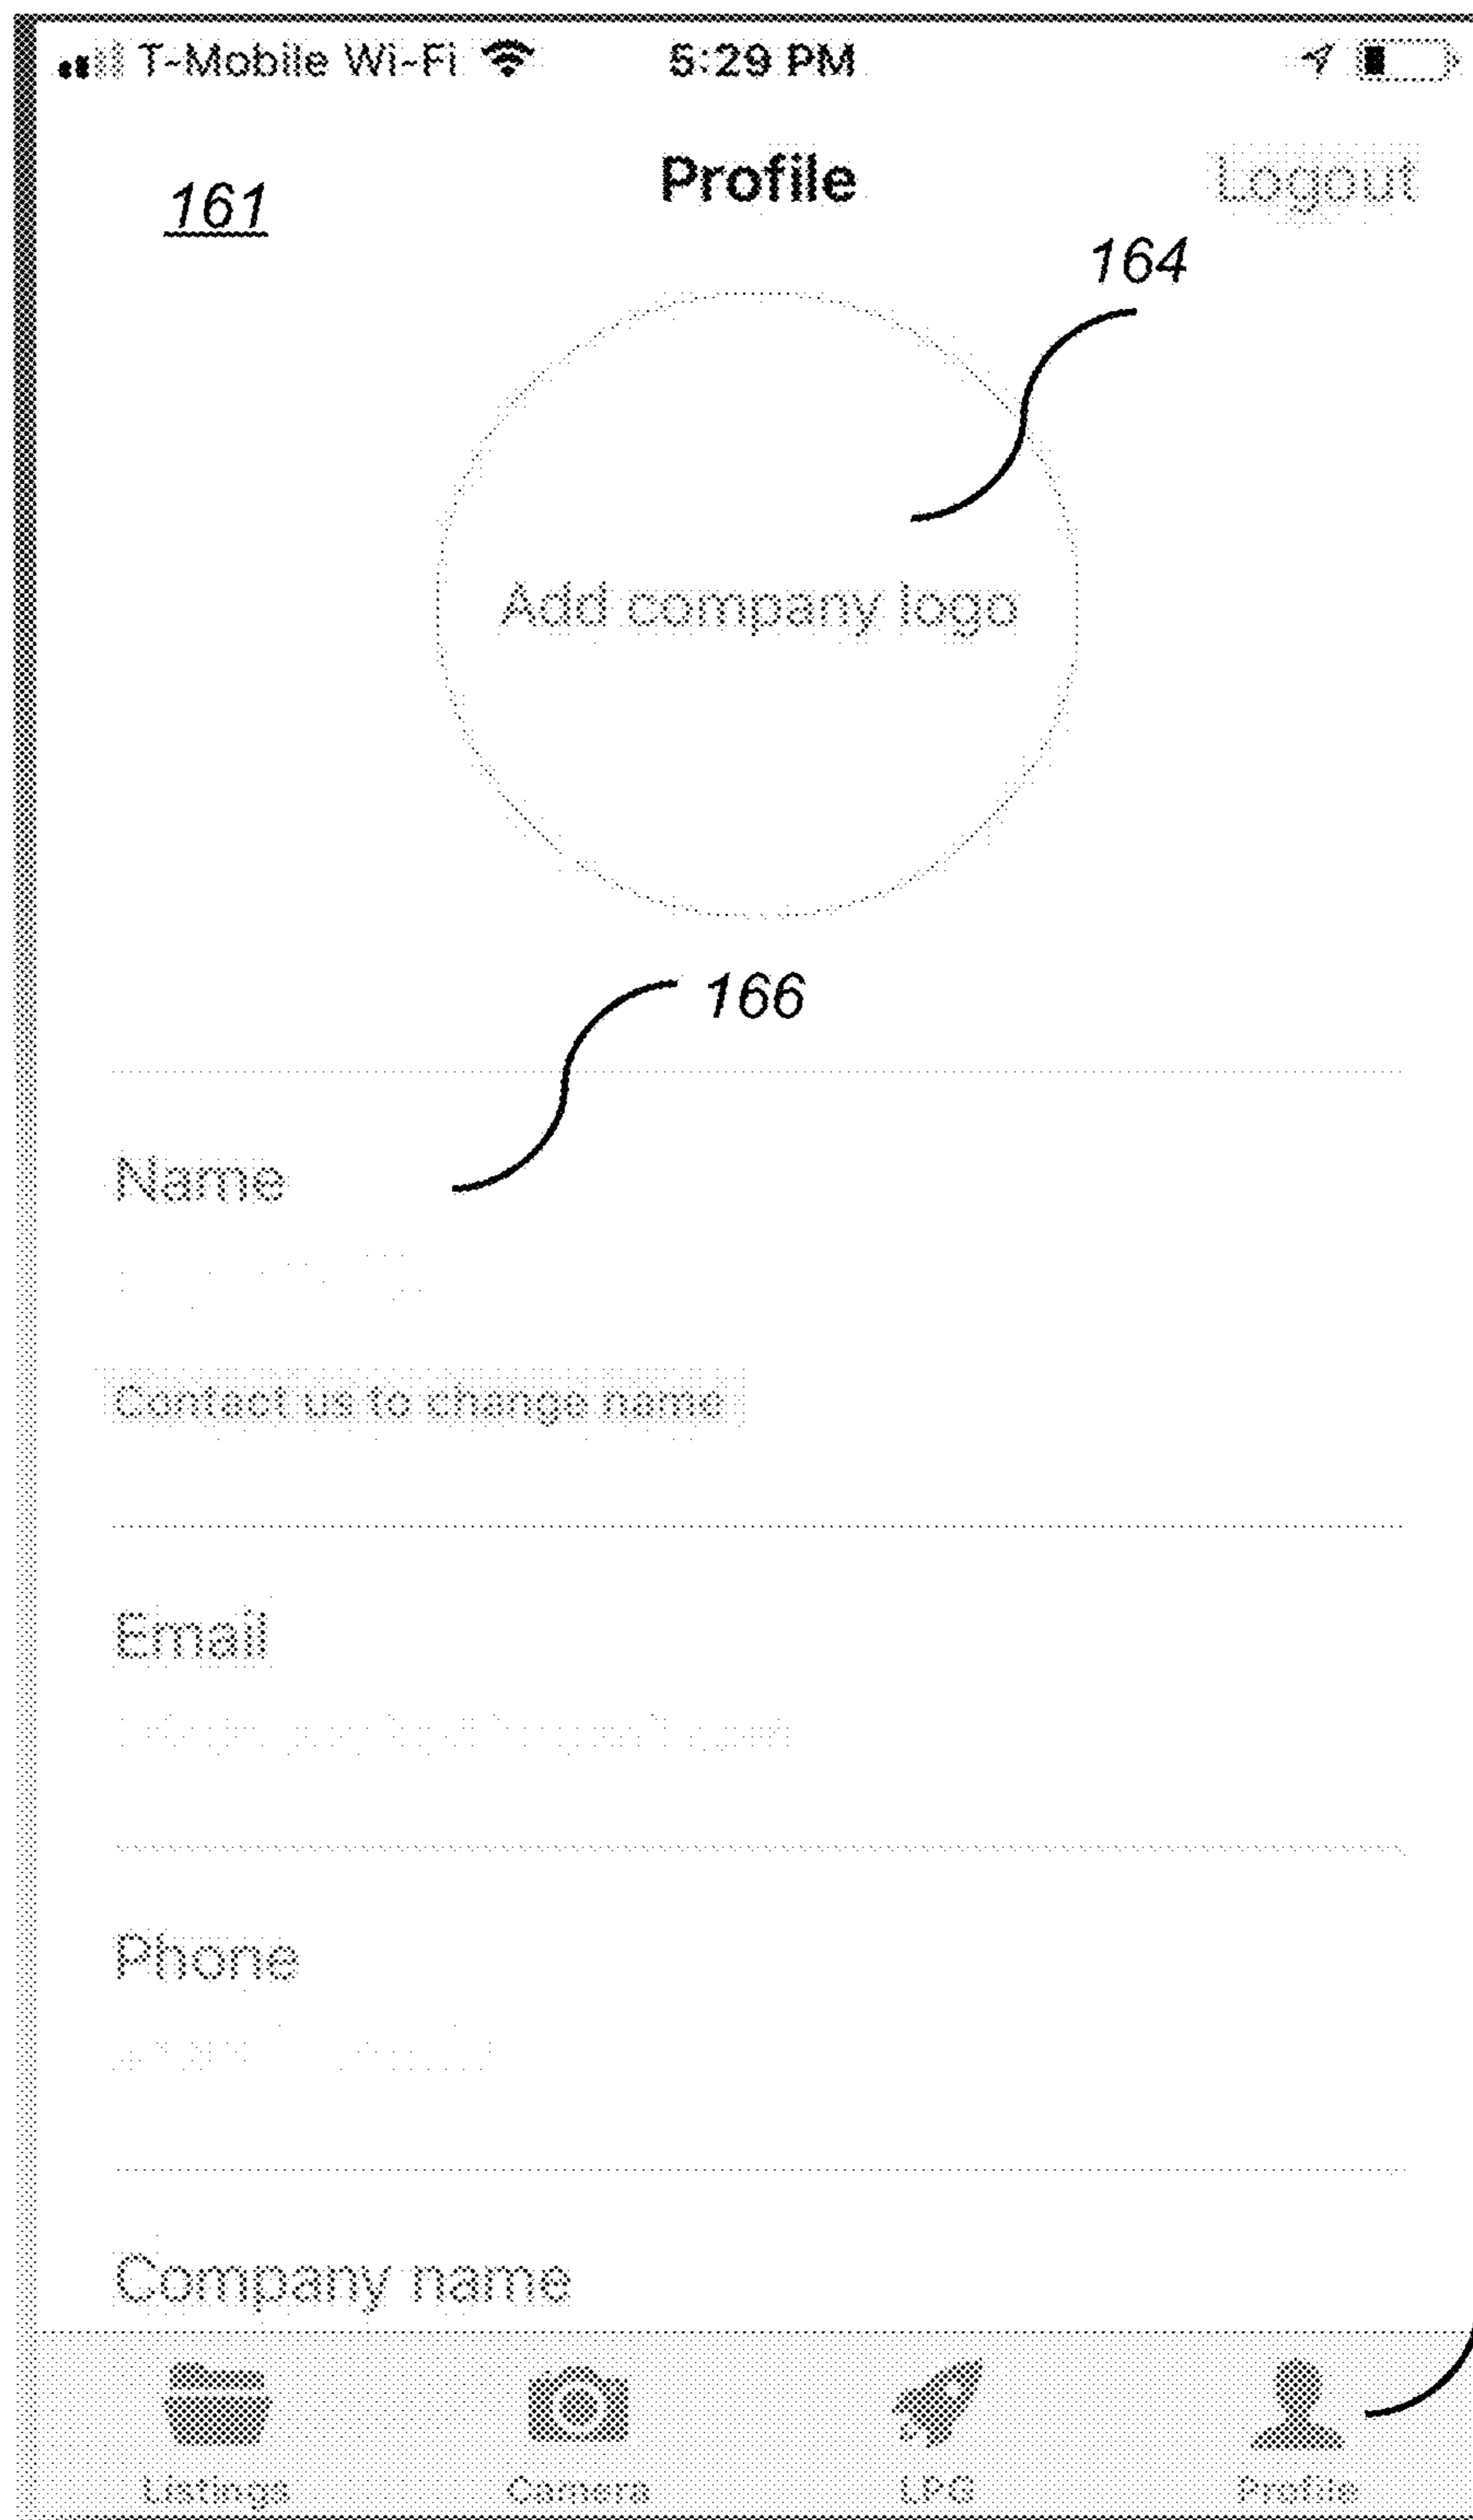 T-Mobile Wi-Fi 5:29 PM
161 Profile Logout
164
Add company logo
166
Name
Contact us to change name
Email
Phone
Company name
Listings Camera LPG Profile